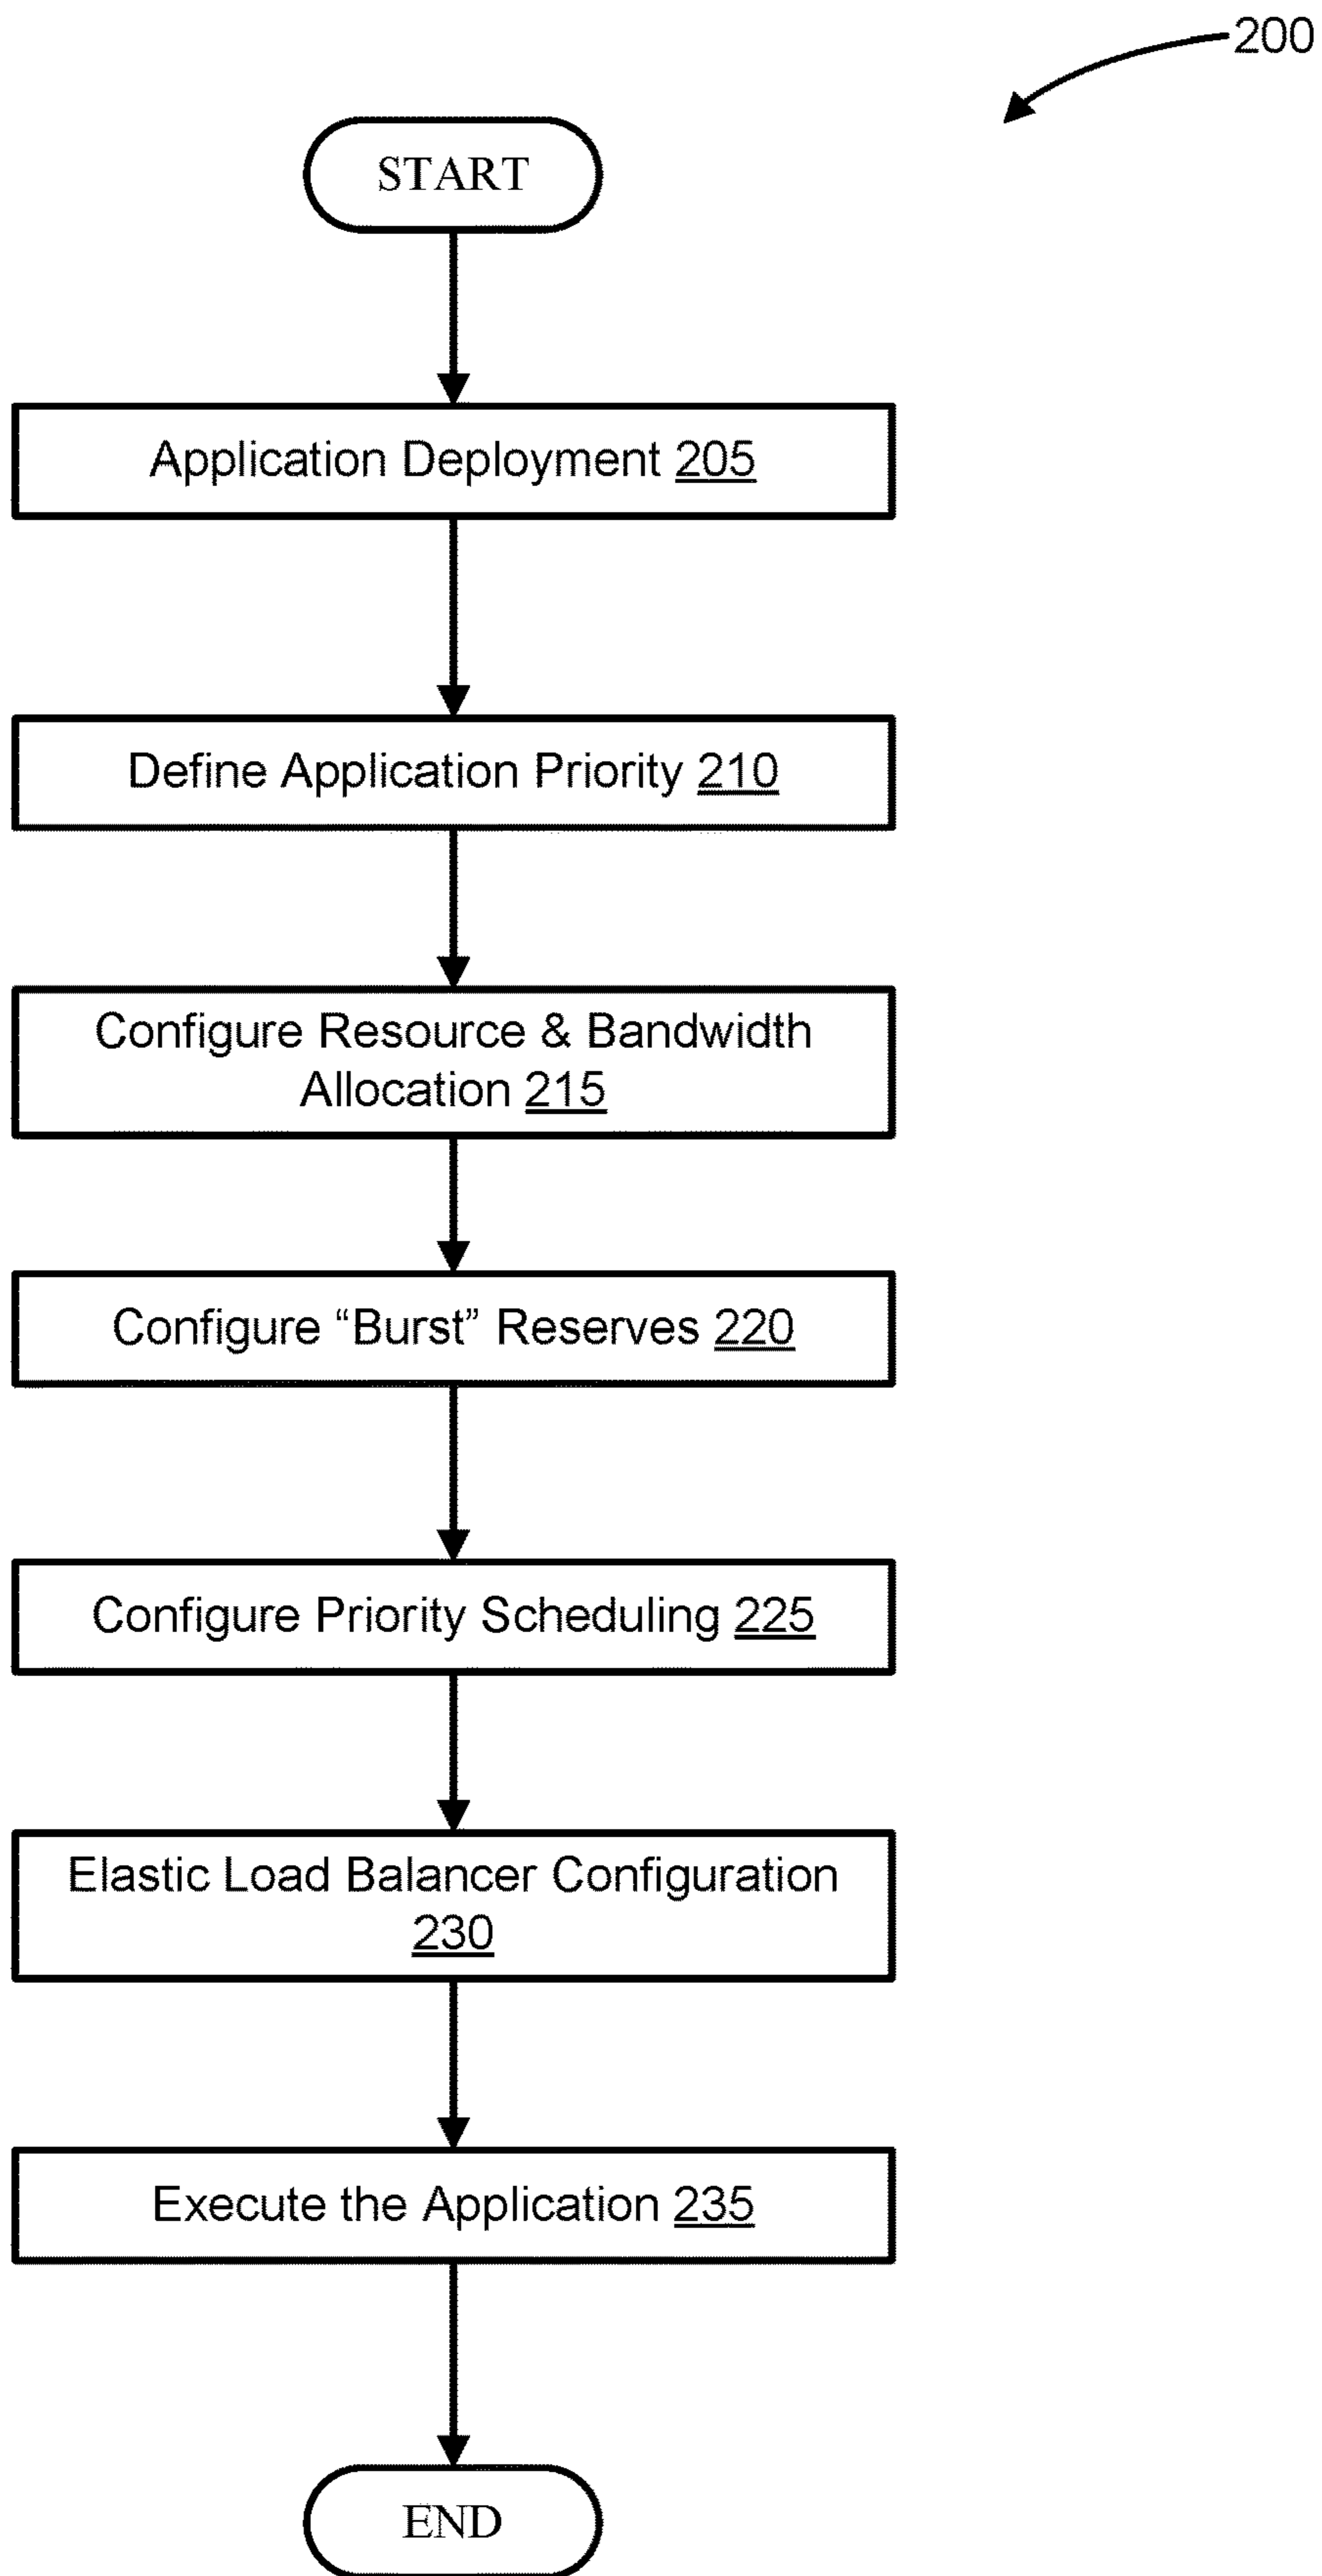 200
START
Application Deployment 205
Define Application Priority 210
Configure Resource & Bandwidth
Allocation 215
Configure “Burst” Reserves 220
Configure Priority Scheduling 225
Elastic Load Balancer Configuration
230
Execute the Application 235
END